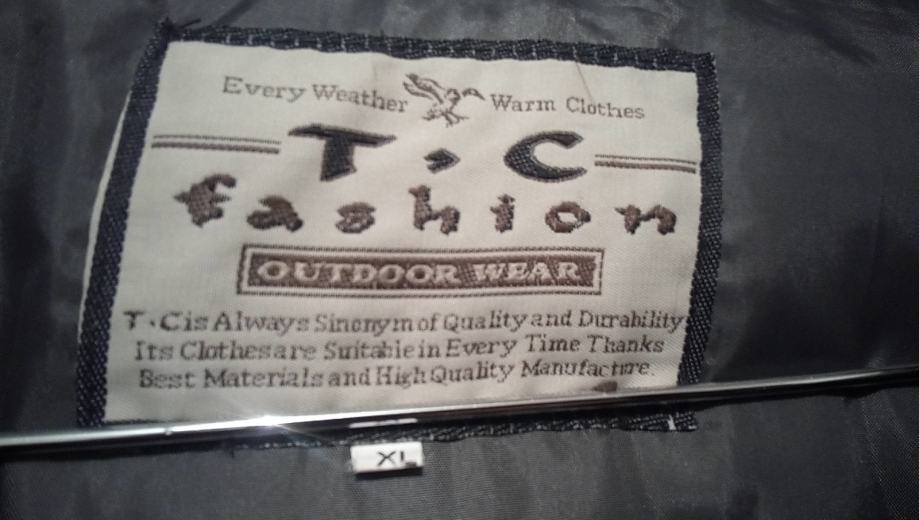 Every Weather Warm Clothes
T · C
fashion
OUTDOOR WEAR
T · C is Always Sinonym of Quality and Durability
Its Clothes are Suitable in Every Time Thanks
Best Materials and High Quality Manufacture.
XL